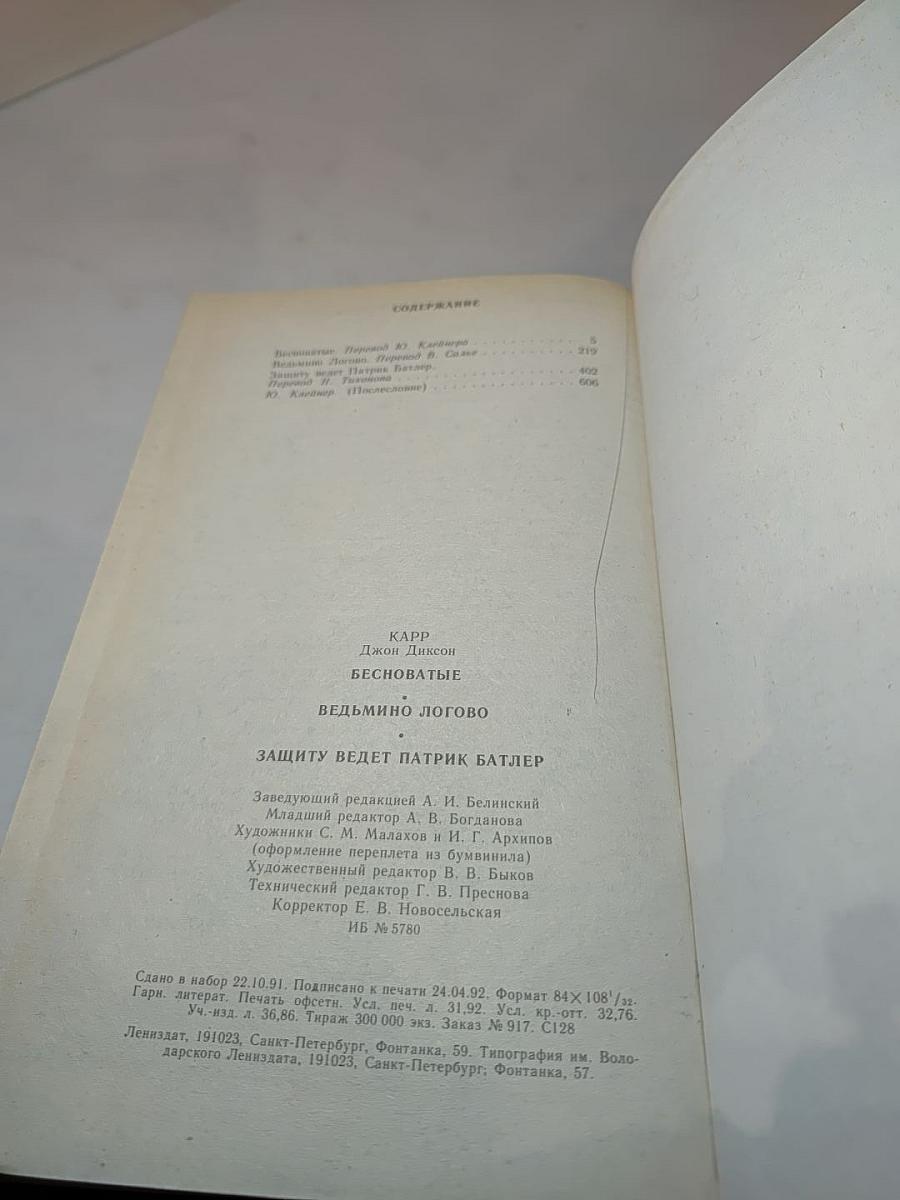 СОДЕРЖАНИЕ
Бесноватые. Перевод Ю. Клейнера . . . . . . . . . . . 5
Ведьмино Логово. Перевод В. Салье . . . . . . . . . . 219
Защиту ведет Патрик Батлер.
Перевод Н. Тихонова . . . . . . . . . . . . . . . . 402
Ю. Клейнер. (Послесловие) . . . . . . . . . . . . . . 606
КАРР
Джон Диксон
БЕСНОВАТЫЕ
•
ВЕДЬМИНО ЛОГОВО
•
ЗАЩИТУ ВЕДЕТ ПАТРИК БАТЛЕР
Заведующий редакцией А. И. Белинский
Младший редактор А. В. Богданова
Художники С. М. Малахов и И. Г. Архипов
(оформление переплета из бумвинила)
Художественный редактор В. В. Быков
Технический редактор Г. В. Преснова
Корректор Е. В. Новосельская
ИБ № 5780
Сдано в набор 22.10.91. Подписано к печати 24.04.92. Формат 84×108¹/₃₂.
Гарн. литерат. Печать офсетн. Усл. печ. л. 31,92. Усл. кр.-отт. 32,76.
Уч.-изд. л. 36,86. Тираж 300 000 экз. Заказ № 917. С128
Лениздат, 191023, Санкт-Петербург, Фонтанка, 59. Типография им. Воло-
дарского Лениздата, 191023, Санкт-Петербург; Фонтанка, 57.